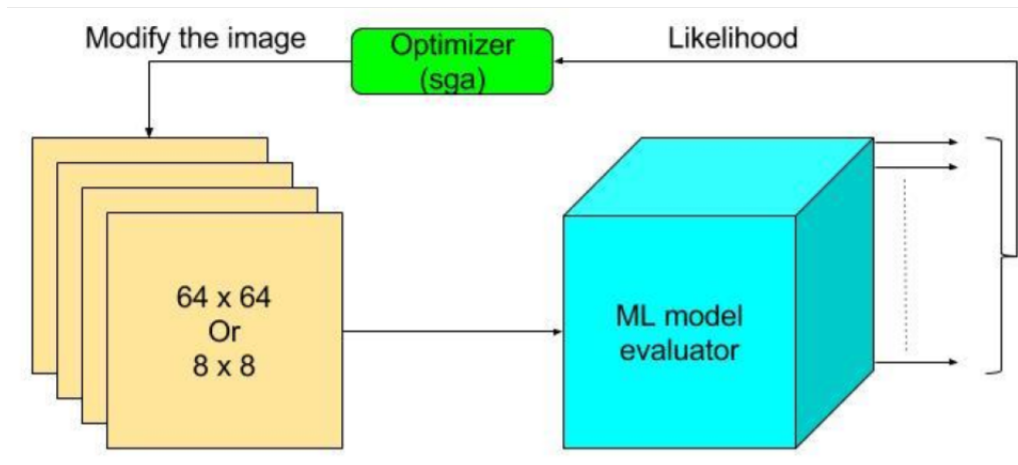 Modify the image
Optimizer
(sga)
Likelihood
64 x 64
Or
8 x 8
ML model
evaluator